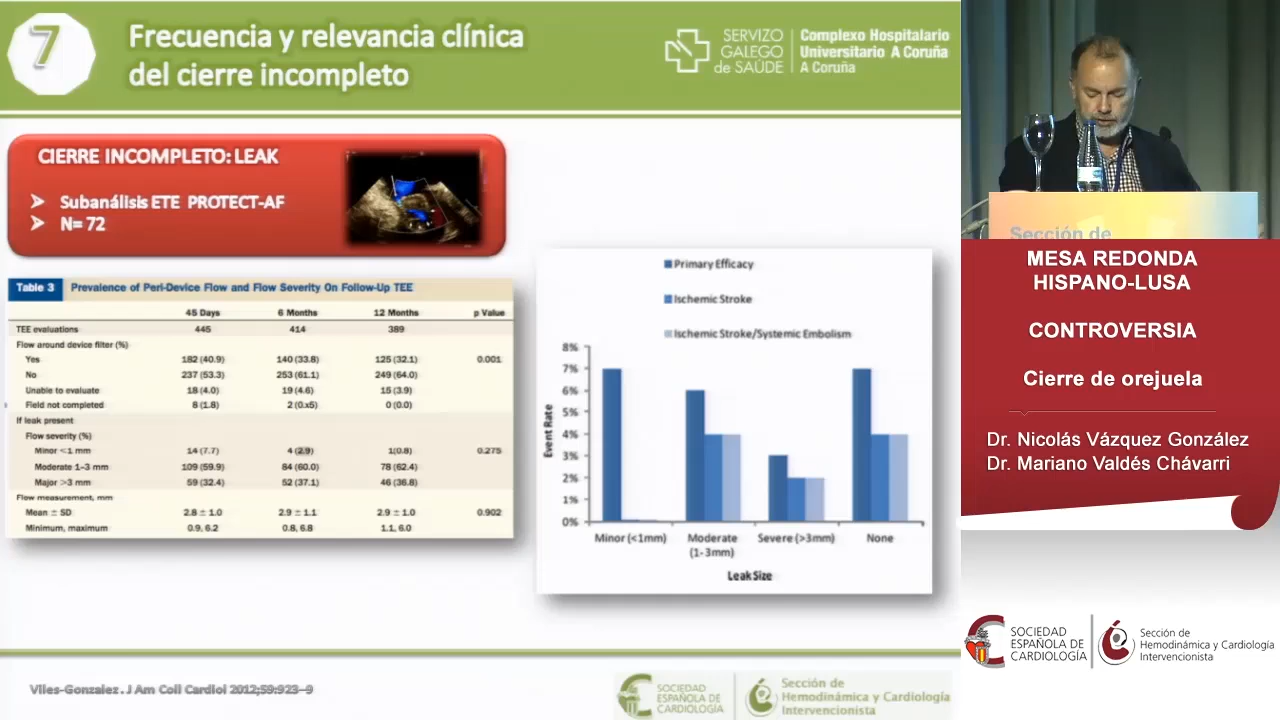 7
Frecuencia y relevancia clínica
del cierre incompleto
SERVIZO
GALEGO
de SAÚDE
Complexo Hospitalario
Universitario A Coruña
A Coruña
CIERRE INCOMPLETO: LEAK
Subanálisis ETE PROTECT-AF
N= 72
Table 3 Prevalence of Peri-Device Flow and Flow Severity On Follow-Up TEE
45 Days 6 Months 12 Months p Value
TEE evaluations 445 414 389
Flow around device filter (%)
Yes 182 (40.9) 140 (33.8) 125 (32.1) 0.001
No 237 (53.3) 253 (61.1) 249 (64.0)
Unable to evaluate 18 (4.0) 19 (4.6) 15 (3.9)
Field not completed 8 (1.8) 2 (0.x5) 0 (0.0)
If leak present
Flow severity (%)
Minor <1 mm 14 (7.7) 4 (2.9) 1(0.8) 0.275
Moderate 1–3 mm 109 (59.9) 84 (60.0) 78 (62.4)
Major >3 mm 59 (32.4) 52 (37.1) 46 (36.8)
Flow measurement, mm
Mean ± SD 2.8 ± 1.0 2.9 ± 1.1 2.9 ± 1.0 0.902
Minimum, maximum 0.9, 6.2 0.8, 6.8 1.1, 6.0
Primary Efficacy
Ischemic Stroke
Ischemic Stroke/Systemic Embolism
8%
7%
6%
5%
4%
3%
2%
1%
0%
Event Rate
Minor (<1mm) Moderate (1-3mm) Severe (>3mm) None
Leak Size
Viles-Gonzalez . J Am Coll Cardiol 2012;59:923–9
SOCIEDAD
ESPAÑOLA DE
CARDIOLOGÍA
Sección de
Hemodinámica y Cardiología
Intervencionista
Sección de
MESA REDONDA
HISPANO-LUSA
CONTROVERSIA
Cierre de orejuela
Dr. Nicolás Vázquez González
Dr. Mariano Valdés Chávarri
SOCIEDAD
ESPAÑOLA DE
CARDIOLOGÍA
Sección de
Hemodinámica y Cardiología
Intervencionista